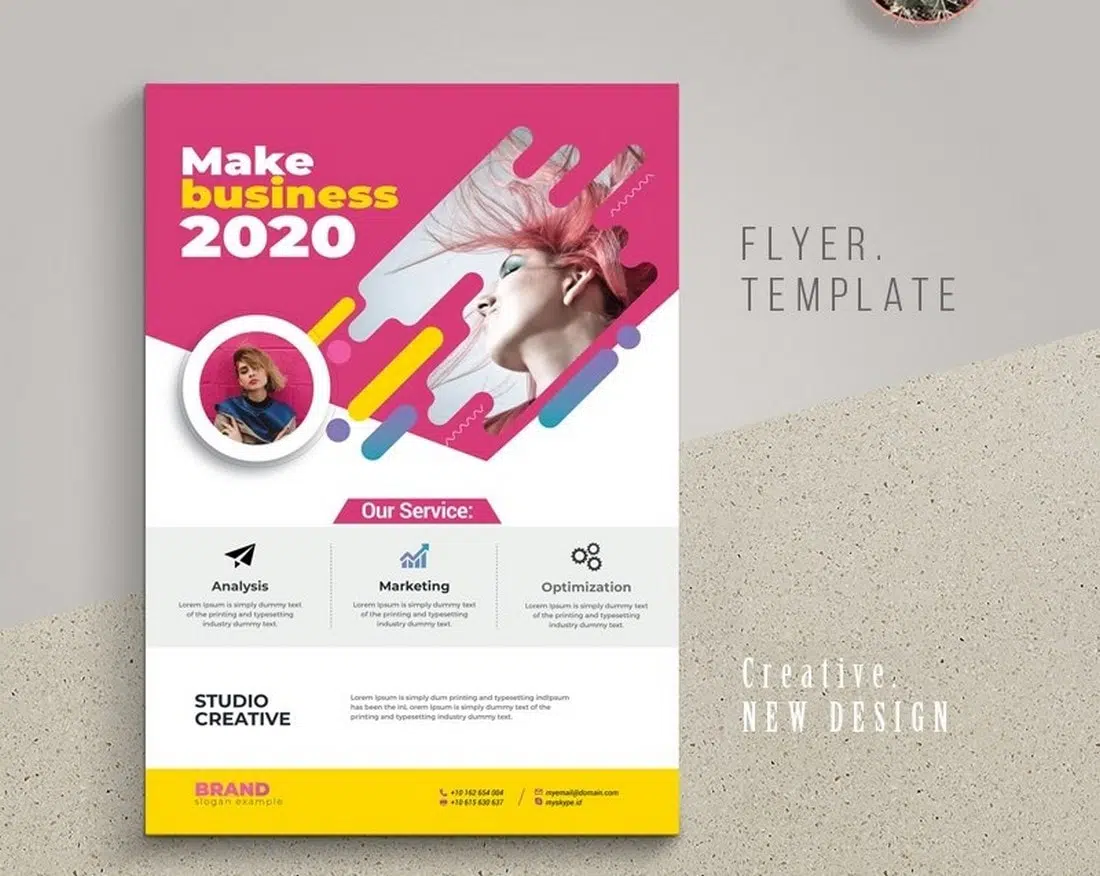 Make
business
2020
FLYER.
TEMPLATE
Our Service:
Analysis
Lorem Ipsum is simply dummy text
of the printing and typesetting
industry dummy text.
Marketing
Lorem Ipsum is simply dummy text
of the printing and typesetting
industry dummy text.
Optimization
Lorem Ipsum is simply dummy text
of the printing and typesetting
industry dummy text.
Creative.
NEW DESIGN
STUDIO
CREATIVE
Lorem Ipsum is simply dum printing and typesetting indipsum
has been the inL orem Ipsum is simply dummy text of the
printing and typesetting industry dummy text.
BRAND
slogan example
+10 162 654 004
+10 615 630 637
myemail@domain.com
myskype.id